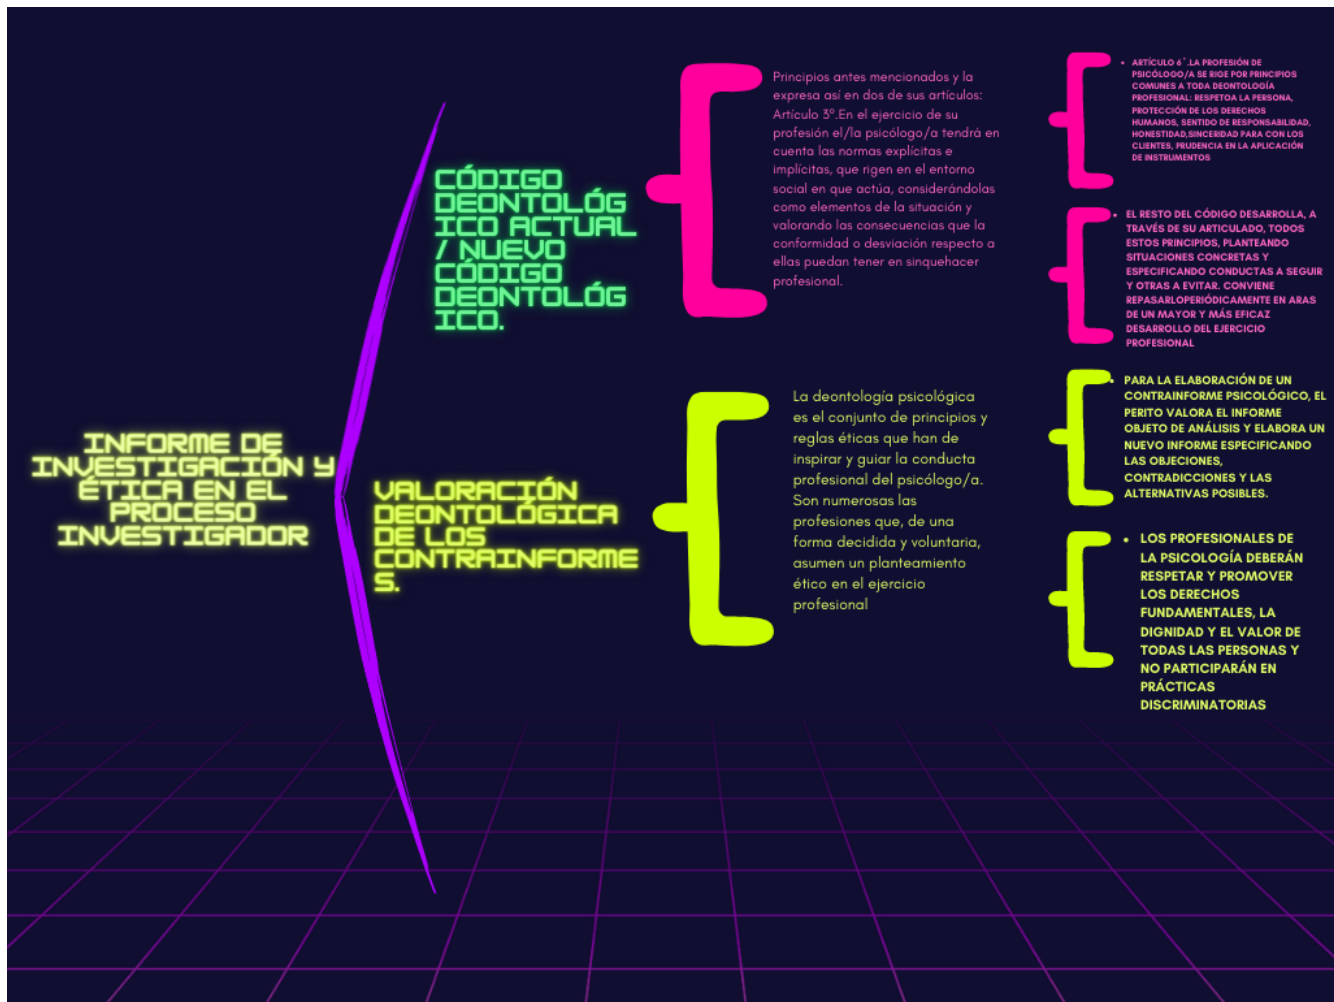 INFORME DE
INVESTIGACIÓN Y
ÉTICA EN EL
PROCESO
INVESTIGADOR
CÓDIGO
DEONTOLÓG
ICO ACTUAL
/ NUEVO
CÓDIGO
DEONTOLÓG
ICO.
Principios antes mencionados y la
expresa así en dos de sus artículos:
Artículo 3º.En el ejercicio de su
profesión el/la psicólogo/a tendrá en
cuenta las normas explícitas e
implícitas, que rigen en el entorno
social en que actúa, considerándolas
como elementos de la situación y
valorando las consecuencias que la
conformidad o desviación respecto a
ellas puedan tener en sinquehacer
profesional.
• ARTÍCULO 6°.LA PROFESIÓN DE
PSICÓLOGO/A SE RIGE POR PRINCIPIOS
COMUNES A TODA DEONTOLOGÍA
PROFESIONAL: RESPETOA LA PERSONA,
PROTECCIÓN DE LOS DERECHOS
HUMANOS, SENTIDO DE RESPONSABILIDAD,
HONESTIDAD,SINCERIDAD PARA CON LOS
CLIENTES, PRUDENCIA EN LA APLICACIÓN
DE INSTRUMENTOS
• EL RESTO DEL CÓDIGO DESARROLLA, A
TRAVÉS DE SU ARTICULADO, TODOS
ESTOS PRINCIPIOS, PLANTEANDO
SITUACIONES CONCRETAS Y
ESPECIFICANDO CONDUCTAS A SEGUIR
Y OTRAS A EVITAR. CONVIENE
REPASARLOPERIÓDICAMENTE EN ARAS
DE UN MAYOR Y MÁS EFICAZ
DESARROLLO DEL EJERCICIO
PROFESIONAL
VALORACIÓN
DEONTOLÓGICA
DE LOS
CONTRAINFORME
S.
La deontología psicológica
es el conjunto de principios y
reglas éticas que han de
inspirar y guiar la conducta
profesional del psicólogo/a.
Son numerosas las
profesiones que, de una
forma decidida y voluntaria,
asumen un planteamiento
ético en el ejercicio
profesional
• PARA LA ELABORACIÓN DE UN
CONTRAINFORME PSICOLÓGICO, EL
PERITO VALORA EL INFORME
OBJETO DE ANÁLISIS Y ELABORA UN
NUEVO INFORME ESPECIFICANDO
LAS OBJECIONES,
CONTRADICCIONES Y LAS
ALTERNATIVAS POSIBLES.
• LOS PROFESIONALES DE
LA PSICOLOGÍA DEBERÁN
RESPETAR Y PROMOVER
LOS DERECHOS
FUNDAMENTALES, LA
DIGNIDAD Y EL VALOR DE
TODAS LAS PERSONAS Y
NO PARTICIPARÁN EN
PRÁCTICAS
DISCRIMINATORIAS